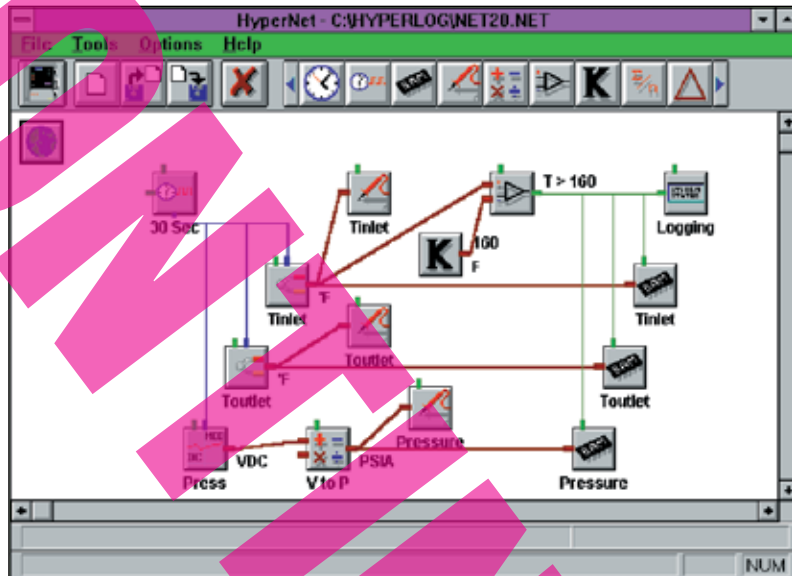 HyperNet - C:\HYPERLOG\NET20.NET
File Tools Options Help
K
30 Sec
Tinlet
T > 160
Logging
K
160
F
Tinlet
°F
Tinlet
Toutlet
Toutlet
°F
Toutlet
Pressure
DC
Press
VDC
V to P
PSIA
Pressure
NUM